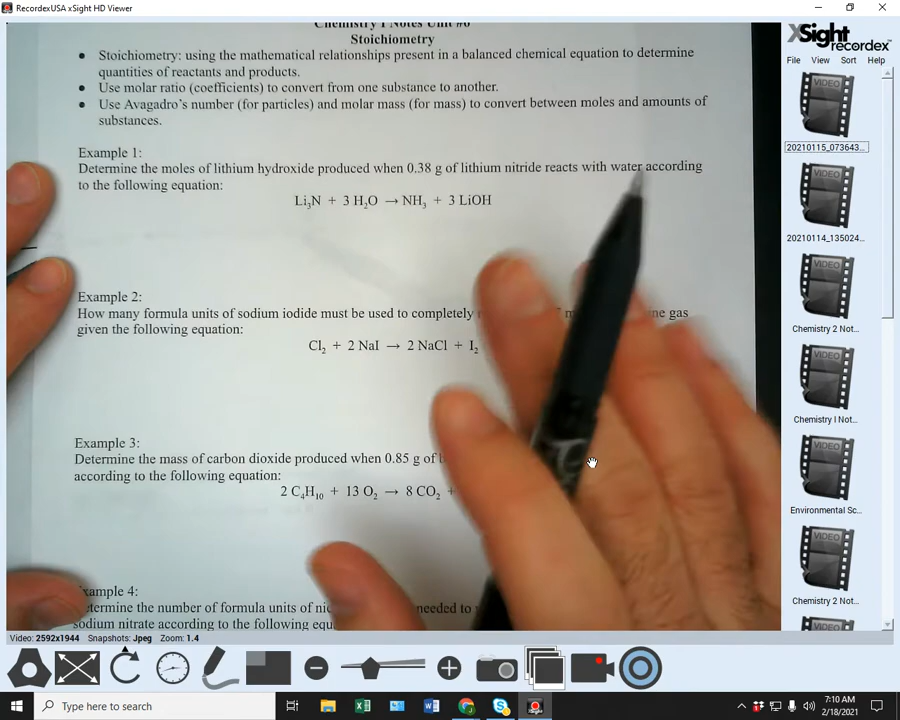 RecordexUSA xSight HD Viewer
Chemistry I Notes Unit #6
Stoichiometry
• Stoichiometry: using the mathematical relationships present in a balanced chemical equation to determine
quantities of reactants and products.
• Use molar ratio (coefficients) to convert from one substance to another.
• Use Avagadro's number (for particles) and molar mass (for mass) to convert between moles and amounts of
substances.
Example 1:
Determine the moles of lithium hydroxide produced when 0.38 g of lithium nitride reacts with water according
to the following equation:
Li₃N + 3 H₂O → NH₃ + 3 LiOH
Example 2:
How many formula units of sodium iodide must be used to completely gas
given the following equation:
Cl₂ + 2 NaI → 2 NaCl + I₂
Example 3:
Determine the mass of carbon dioxide produced when 0.85 g of
according to the following equation:
2 C₄H₁₀ + 13 O₂ → 8 CO₂ +
Example 4:
Determine the number of formula units of needed to
sodium nitrate according to the following
Video: 2592x1944 Snapshots: Jpeg Zoom: 1.4
xSight
recordex
File View Sort Help
VIDEO
20210115_073643...
VIDEO
20210114_135024...
VIDEO
Chemistry 2 Not...
VIDEO
Chemistry I Not...
VIDEO
Environmental Sc...
VIDEO
Chemistry 2 Not...
VIDEO
Type here to search
7:10 AM
2/18/2021